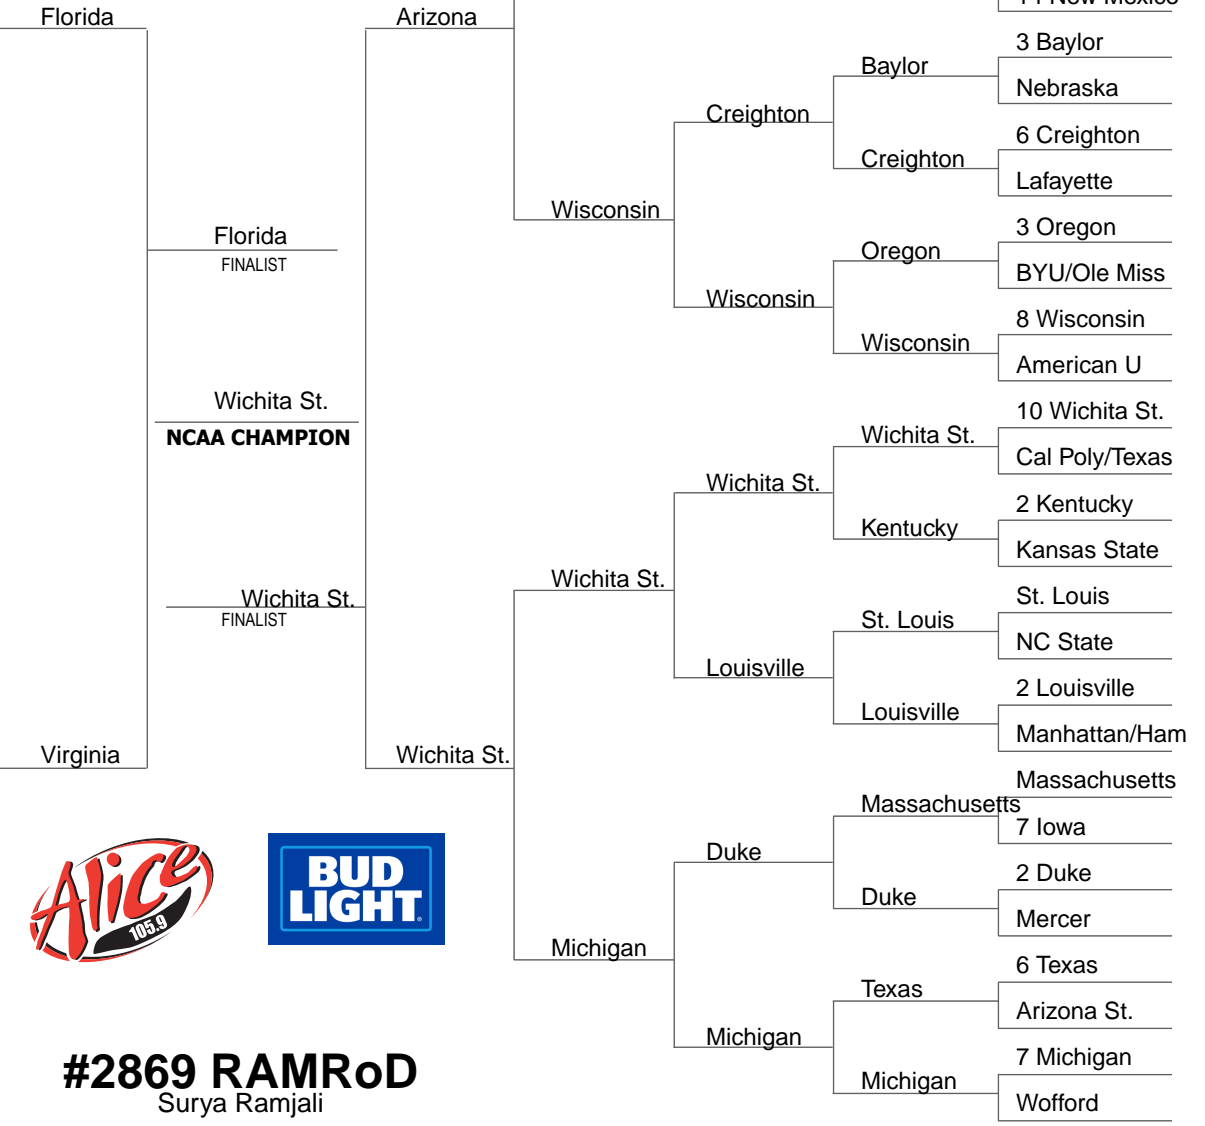 Florida
Florida
FINALIST
Wichita St.
NCAA CHAMPION
Wichita St.
FINALIST
Virginia
Arizona
Wichita St.
Wisconsin
Wichita St.
Michigan
Creighton
Wisconsin
Wichita St.
Louisville
Duke
Michigan
Baylor
Creighton
Oregon
Wisconsin
Wichita St.
Kentucky
St. Louis
Louisville
Massachusetts
Duke
Texas
Michigan
New Mexico
3 Baylor
Nebraska
6 Creighton
Lafayette
3 Oregon
BYU/Ole Miss
8 Wisconsin
American U
10 Wichita St.
Cal Poly/Texas
2 Kentucky
Kansas State
St. Louis
NC State
2 Louisville
Manhattan/Ham
Massachusetts
7 Iowa
2 Duke
Mercer
6 Texas
Arizona St.
7 Michigan
Wofford
Alice
105.9
BUD
LIGHT
#2869 RAMRoD
Surya Ramjali